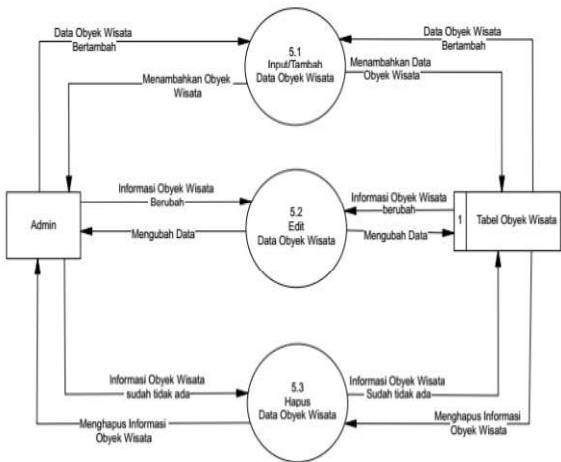 Data Obyek Wisata
Bertambah
5.1
Input/Tambah
Data Obyek Wisata
Data Obyek Wisata
Bertambah
Menambahkan Obyek
Wisata
Menambahkan Data
Obyek Wisata
Admin
Informasi Obyek Wisata
Berubah
Mengubah Data
5.2
Edit
Data Obyek Wisata
Informasi Obyek Wisata
berubah
Mengubah Data
1
Tabel Obyek Wisata
Informasi Obyek Wisata
sudah tidak ada
Menghapus Informasi
Obyek Wisata
5.3
Hapus
Data Obyek Wisata
Informasi Obyek Wisata
Sudah tidak ada
Menghapus Informasi
Obyek Wisata